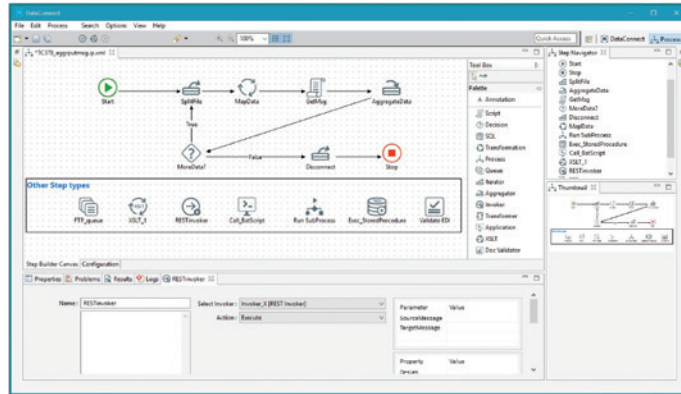 DataConnect
File Edit Process Search Options View Help
100%
Quick Access
DataConnect
Process
Start
SplitFile
MapData
GetMsg
AggregateData
True
MoreData?
False
Disconnect
Stop
Other Step types
FTP_queue
XSLT_1
RESTinvoker
Call_BatScript
Run SubProcess
Exec_StoredProcedure
Validate EDI
Step Builder Canvas Configuration
Tool Box
Palette
Annotation
Script
Decision
SQL
Transformation
Process
Queue
Iterator
Aggregator
Invoker
Transformer
Application
XSLT
Doc Validator
Step Navigator
Start
Stop
SplitFile
AggregateData
GetMsg
MoreData?
Disconnect
MapData
Run SubProcess
Exec_StoredProcedure
Call_BatScript
XSLT_1
RESTinvoker
Thumbnail
Properties Problems Results Logs RESTinvoker
Name: RESTinvoker
Select Invoker: Invoker_X [REST Invoker]
Action: Execute
Parameter Value
SourceMessage
TargetMessage
Property Value